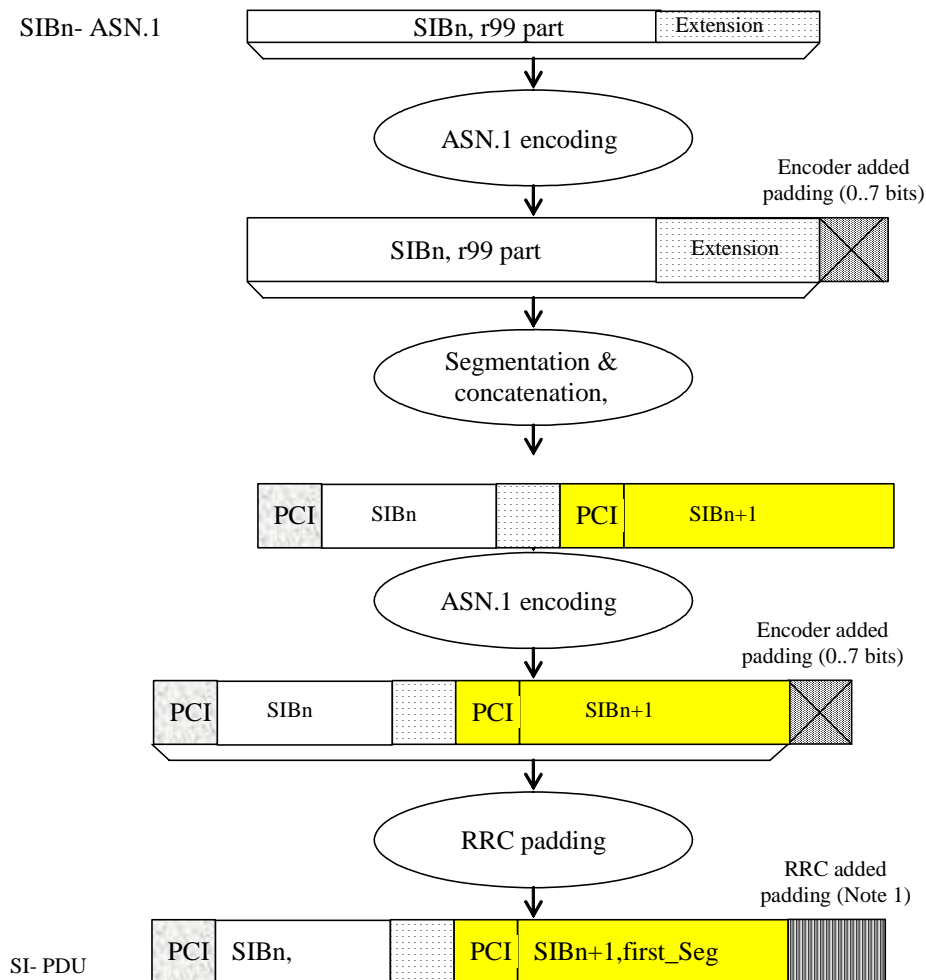 SIBn- ASN.1
SIBn, r99 part
Extension
ASN.1 encoding
Encoder added
padding (0..7 bits)
SIBn, r99 part
Extension
Segmentation &
concatenation,
PCI
SIBn
PCI
SIBn+1
ASN.1 encoding
Encoder added
padding (0..7 bits)
PCI
SIBn
PCI
SIBn+1
RRC padding
RRC added
padding (Note 1)
SI- PDU
PCI
SIBn,
PCI
SIBn+1,first_Seg